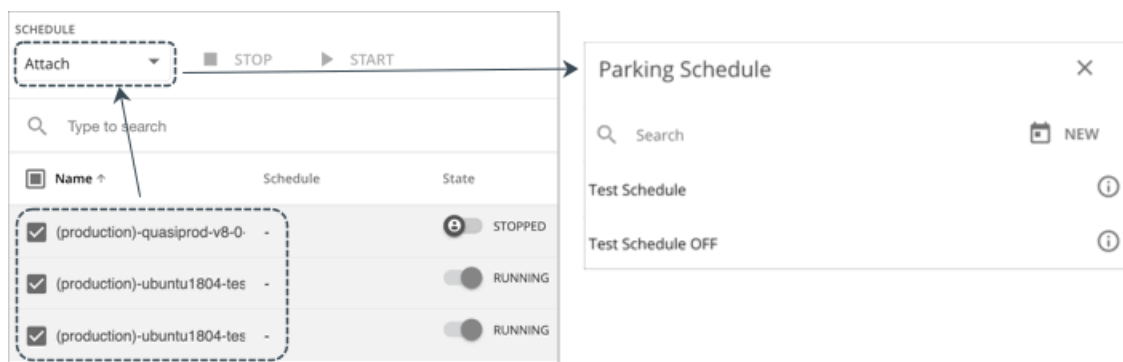 SCHEDULE
Attach STOP START
Type to search
Name ↑ Schedule State
(production)-quasiprod-v8-0- - STOPPED
(production)-ubuntu1804-tes - RUNNING
(production)-ubuntu1804-tes - RUNNING
Parking Schedule
Search NEW
Test Schedule
Test Schedule OFF